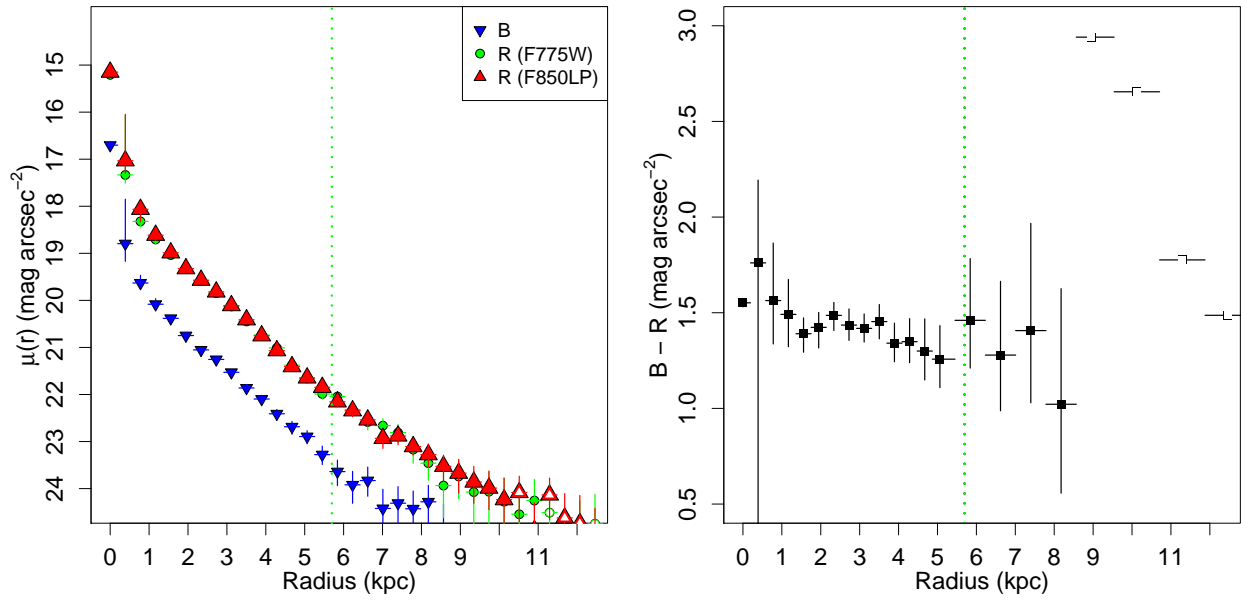 B
R (F775W)
R (F850LP)
15
16
17
18
19
20
21
22
23
24
μ(r) (mag arcsec−2)
0 1 2 3 4 5 6 7 8 9 11
Radius (kpc)
3.0
2.5
2.0
1.5
1.0
0.5
B − R (mag arcsec−2)
0 1 2 3 4 5 6 7 8 9 11
Radius (kpc)